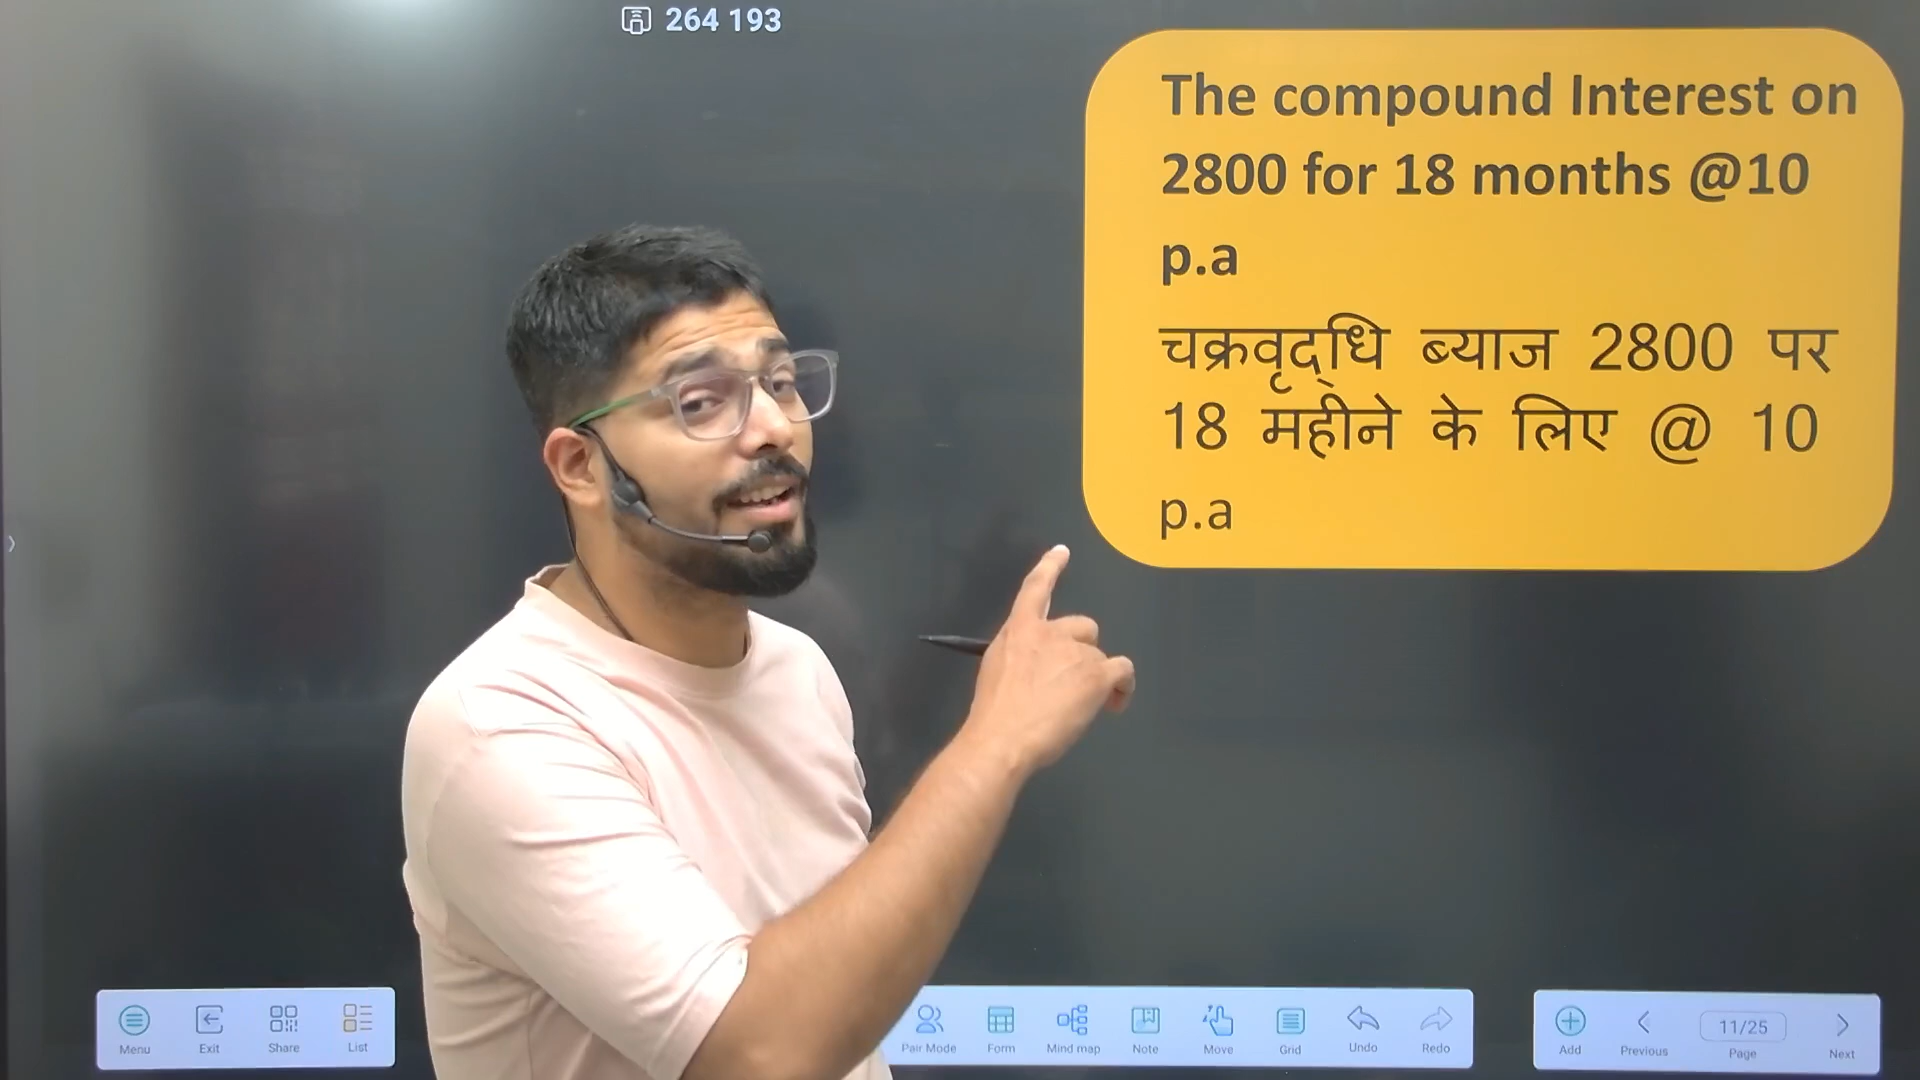 264 193
The compound Interest on
2800 for 18 months @10
p.a
चक्रवृद्धि ब्याज 2800 पर
18 महीने के लिए @ 10
p.a
Menu Exit Share List Pair Mode Form Mind map Note Move Grid Undo Redo Add Previous 11/25 Page Next